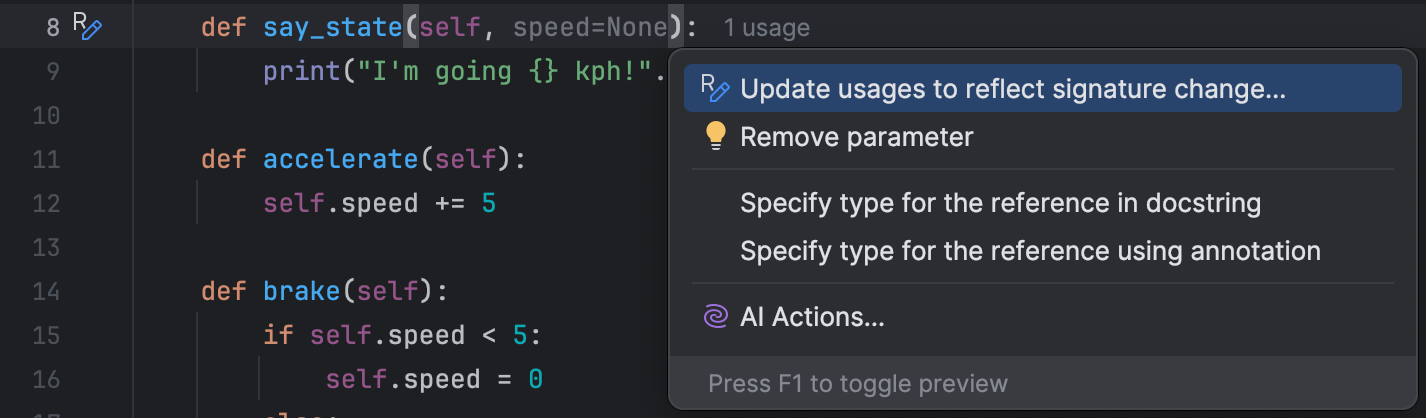 8 def say_state(self, speed=None): 1 usage
9 print("I'm going {} kph!".
Update usages to reflect signature change...
10
Remove parameter
11 def accelerate(self):
12 self.speed += 5
Specify type for the reference in docstring
13
Specify type for the reference using annotation
14 def brake(self):
15 if self.speed < 5:
AI Actions...
16 self.speed = 0
Press F1 to toggle preview
17 else: